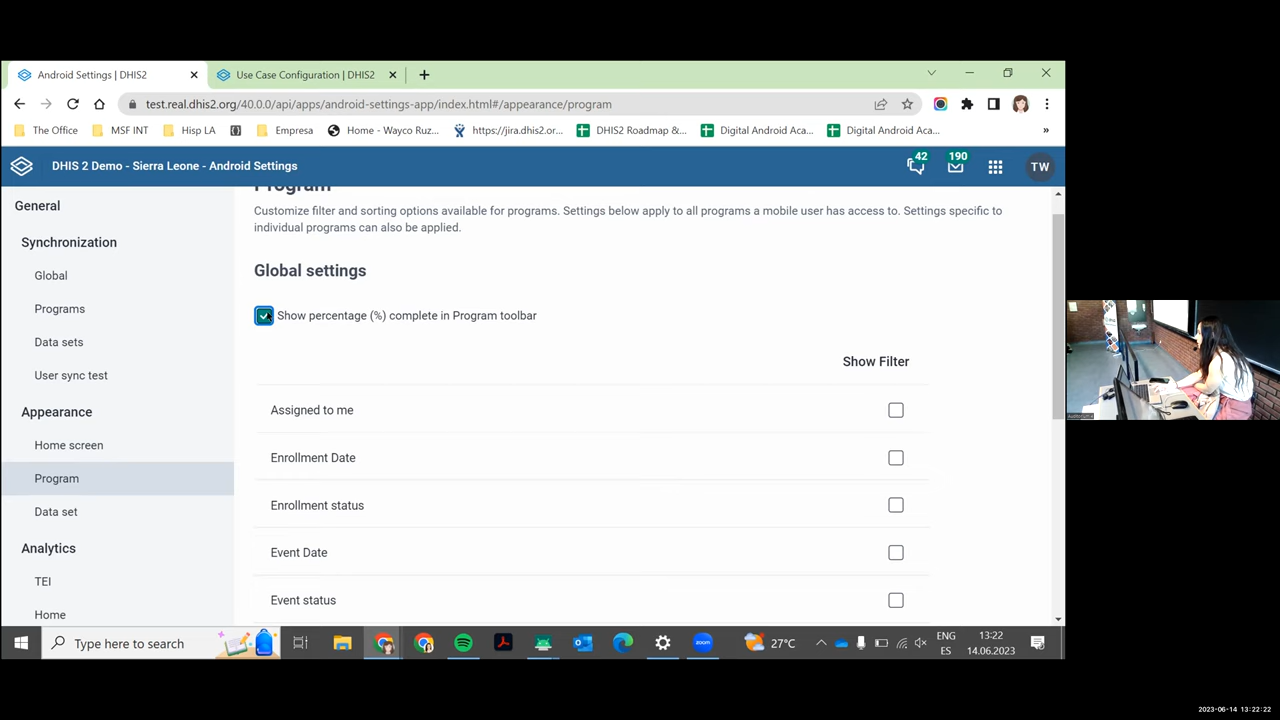 Android Settings | DHIS2
Use Case Configuration | DHIS2
test.real.dhis2.org/40.0.0/api/apps/android-settings-app/index.html#/appearance/program
The Office
MSF INT
Hisp LA
Empresa
Home - Wayco Ruz...
https://jira.dhis2.o...
DHIS2 Roadmap &...
Digital Android Aca...
Digital Android Aca...
»
DHIS 2 Demo - Sierra Leone - Android Settings
42
190
TW
General
Synchronization
Global
Programs
Data sets
User sync test
Appearance
Home screen
Program
Data set
Analytics
TEI
Home
Program
Customize filter and sorting options available for programs. Settings below apply to all programs a mobile user has access to. Settings specific to
individual programs can also be applied.
Global settings
Show percentage (%) complete in Program toolbar
Show Filter
Assigned to me
Enrollment Date
Enrollment status
Event Date
Event status
Type here to search
zoom
27°C
ENG
ES
13:22
14.06.2023
2023-06-14 13:22:22